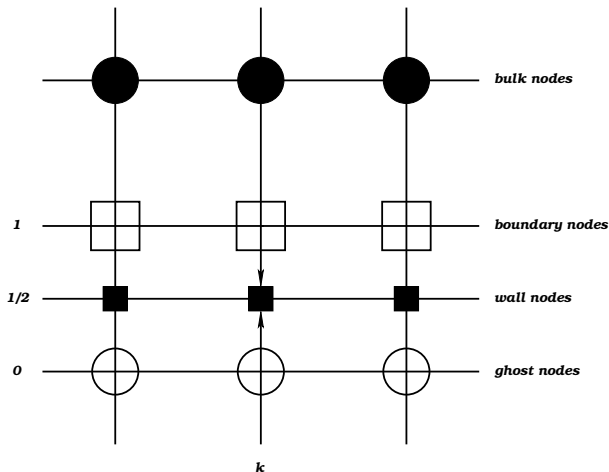 bulk nodes
1 boundary nodes
1/2 wall nodes
0 ghost nodes
k